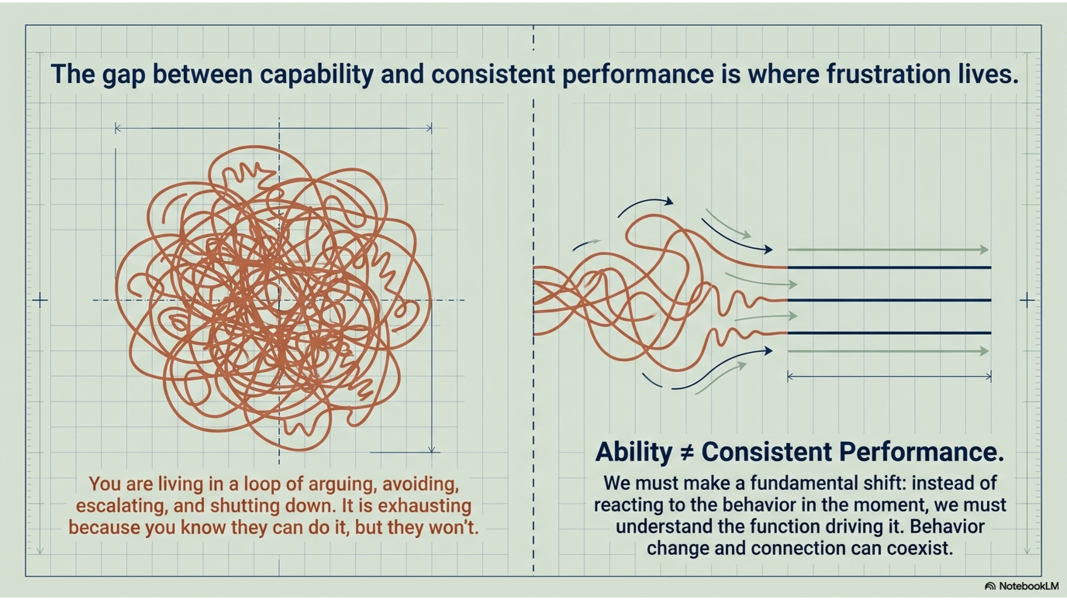 The gap between capability and consistent performance is where frustration lives.
You are living in a loop of arguing, avoiding,
escalating, and shutting down. It is exhausting
because you know they can do it, but they won't.
Ability ≠ Consistent Performance.
We must make a fundamental shift: instead of
reacting to the behavior in the moment, we must
understand the function driving it. Behavior
change and connection can coexist.
NotebookLM